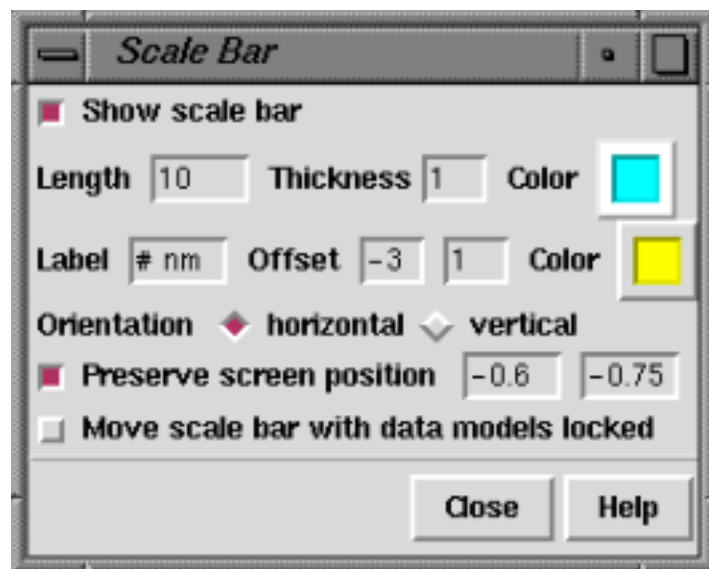 Scale Bar
Show scale bar
Length 10 Thickness 1 Color
Label # nm Offset -3 1 Color
Orientation horizontal vertical
Preserve screen position -0.6 -0.75
Move scale bar with data models locked
Close Help